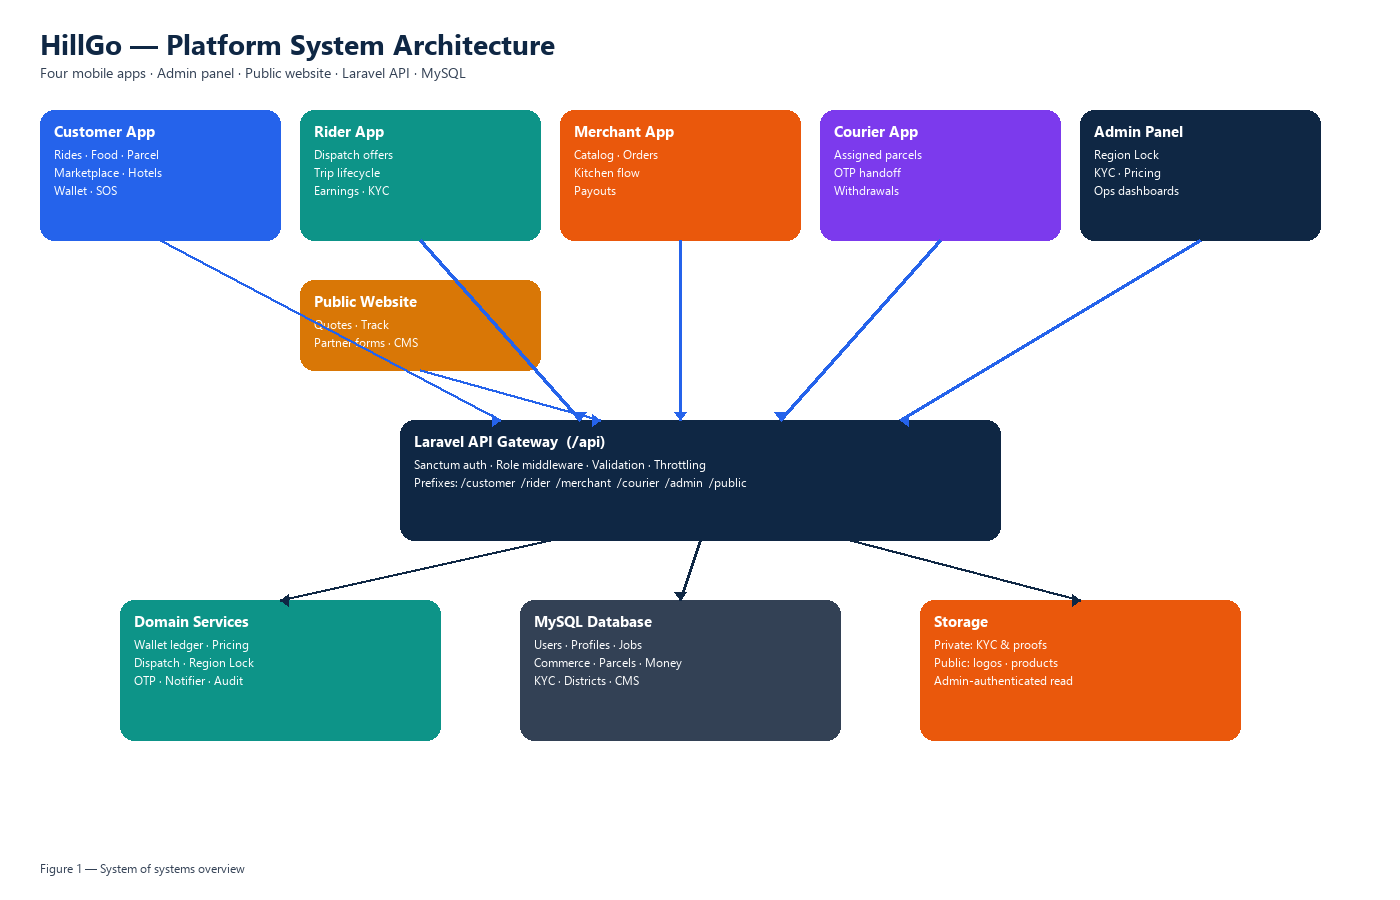 HillGo — Platform System Architecture
Four mobile apps · Admin panel · Public website · Laravel API · MySQL
Customer App
Rides · Food · Parcel
Marketplace · Hotels
Wallet · SOS
Rider App
Dispatch offers
Trip lifecycle
Earnings · KYC
Merchant App
Catalog · Orders
Kitchen flow
Payouts
Courier App
Assigned parcels
OTP handoff
Withdrawals
Admin Panel
Region Lock
KYC · Pricing
Ops dashboards
Public Website
Quotes · Track
Partner forms · CMS
Laravel API Gateway (/api)
Sanctum auth · Role middleware · Validation · Throttling
Prefixes: /customer /rider /merchant /courier /admin /public
Domain Services
Wallet ledger · Pricing
Dispatch · Region Lock
OTP · Notifier · Audit
MySQL Database
Users · Profiles · Jobs
Commerce · Parcels · Money
KYC · Districts · CMS
Storage
Private: KYC & proofs
Public: logos · products
Admin-authenticated read
Figure 1 — System of systems overview